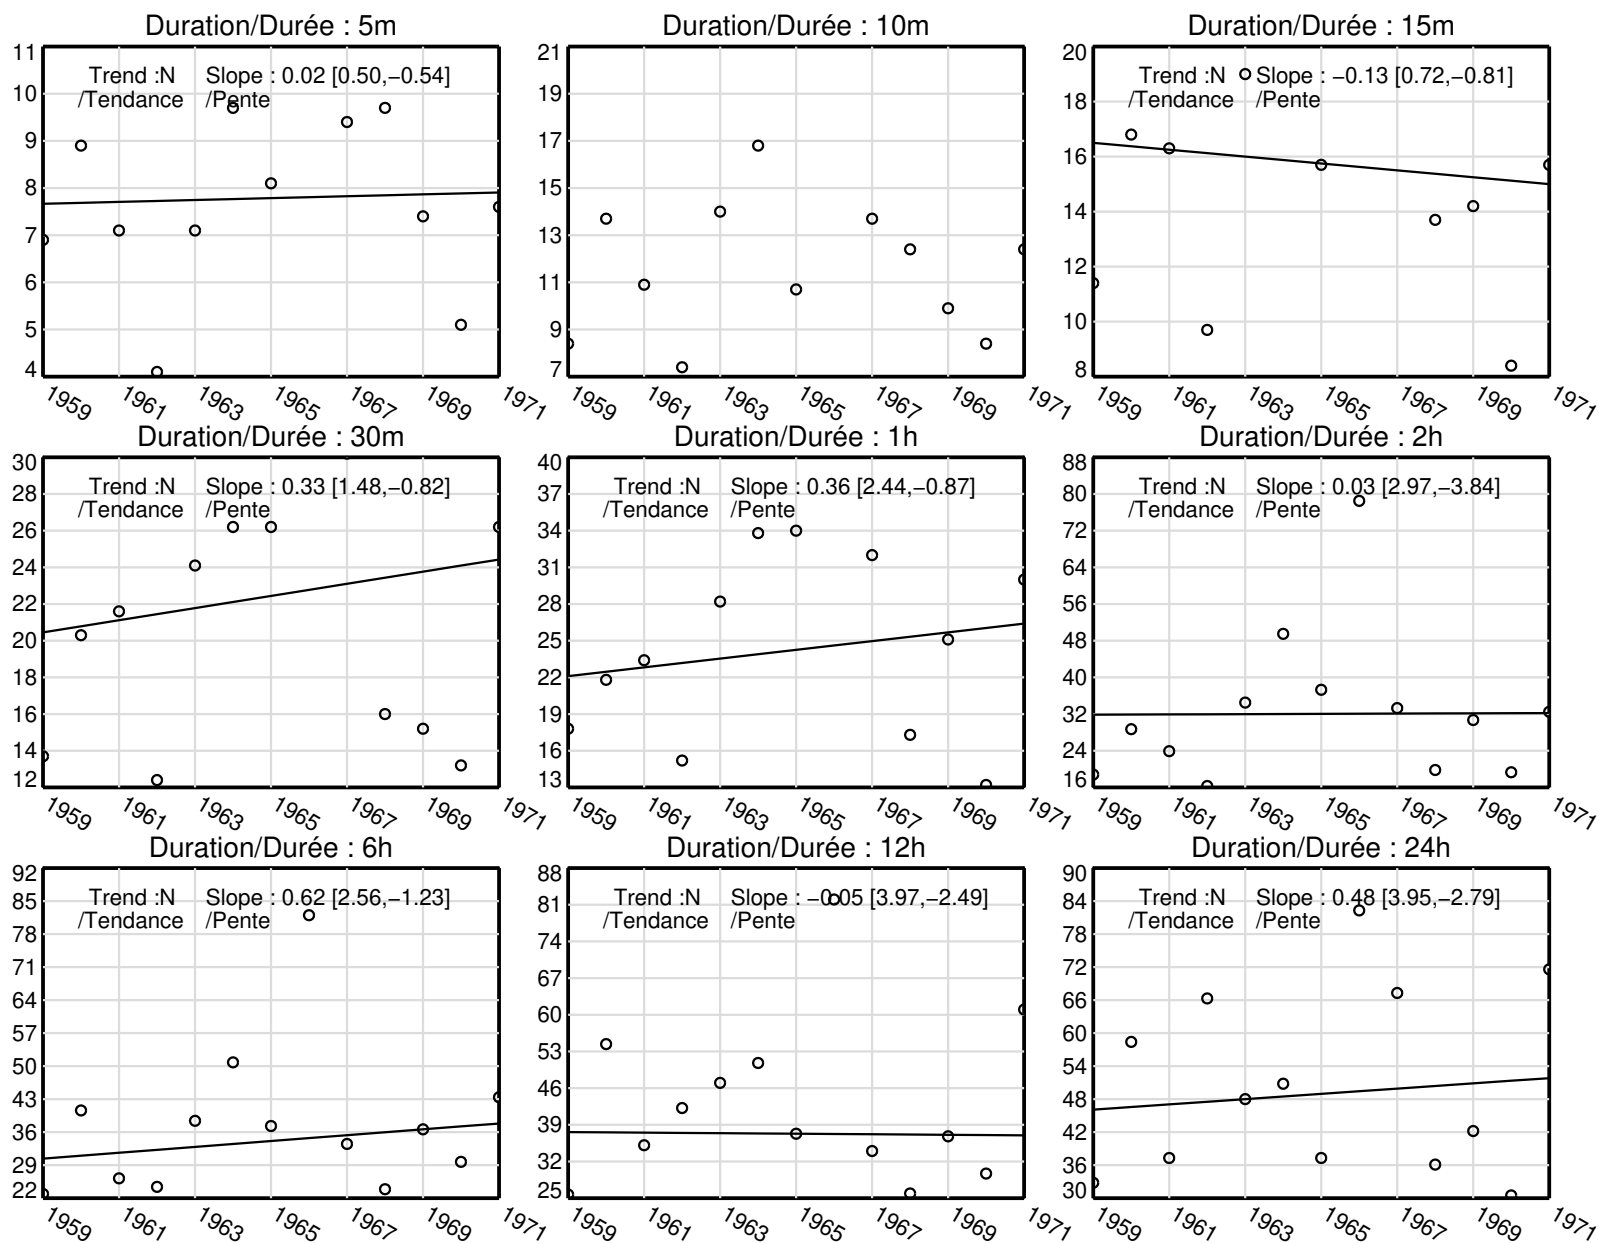 Duration/Durée : 5m
11
10
9
8
7
6
5
4
Trend :N Slope : 0.02 [0.50,−0.54]
/Tendance /Pente
1959 1961 1963 1965 1967 1969 1971
Duration/Durée : 10m
21
19
17
15
13
11
9
7
1959 1961 1963 1965 1967 1969 1971
Duration/Durée : 15m
20
18
16
14
12
10
8
Trend :N Slope : −0.13 [0.72,−0.81]
/Tendance /Pente
1959 1961 1963 1965 1967 1969 1971
Duration/Durée : 30m
30
28
26
24
22
20
18
16
14
12
Trend :N Slope : 0.33 [1.48,−0.82]
/Tendance /Pente
1959 1961 1963 1965 1967 1969 1971
Duration/Durée : 1h
40
37
34
31
28
25
22
19
16
13
Trend :N Slope : 0.36 [2.44,−0.87]
/Tendance /Pente
1959 1961 1963 1965 1967 1969 1971
Duration/Durée : 2h
88
80
72
64
56
48
40
32
24
16
Trend :N Slope : 0.03 [2.97,−3.84]
/Tendance /Pente
1959 1961 1963 1965 1967 1969 1971
Duration/Durée : 6h
92
85
78
71
64
57
50
43
36
29
22
Trend :N Slope : 0.62 [2.56,−1.23]
/Tendance /Pente
1959 1961 1963 1965 1967 1969 1971
Duration/Durée : 12h
88
81
74
67
60
53
46
39
32
25
Trend :N Slope : −0.05 [3.97,−2.49]
/Tendance /Pente
1959 1961 1963 1965 1967 1969 1971
Duration/Durée : 24h
90
84
78
72
66
60
54
48
42
36
30
Trend :N Slope : 0.48 [3.95,−2.79]
/Tendance /Pente
1959 1961 1963 1965 1967 1969 1971